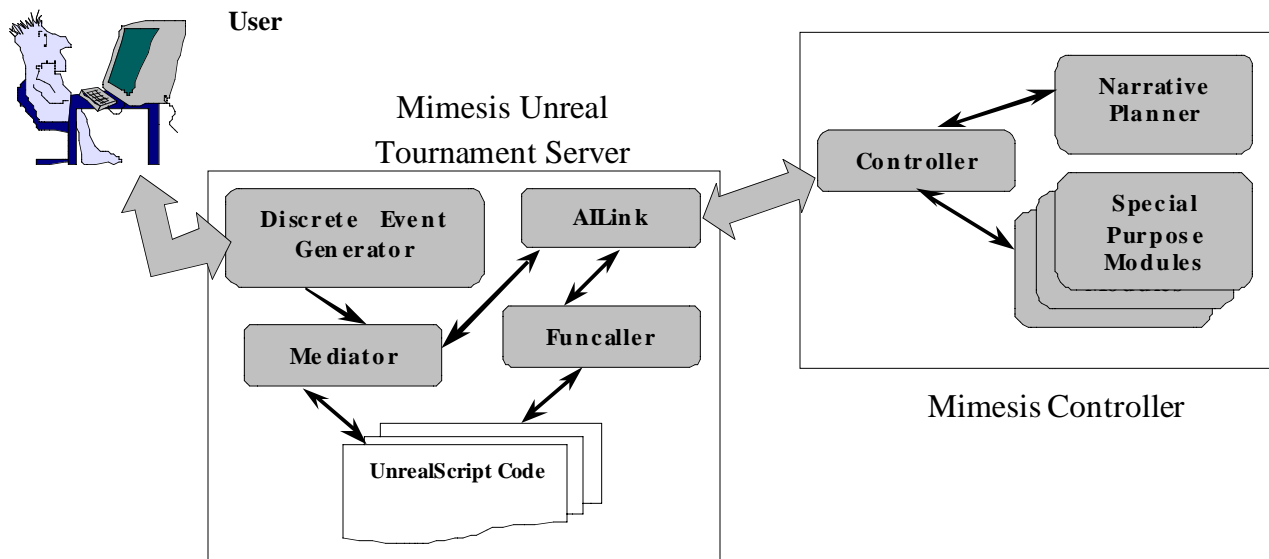 User
Mimesis Unreal
Tournament Server
Discrete Event
Generator
AILink
Mediator
Funcaller
UnrealScript Code
Narrative
Planner
Controller
Special
Purpose
Modules
Modules
Mimesis Controller